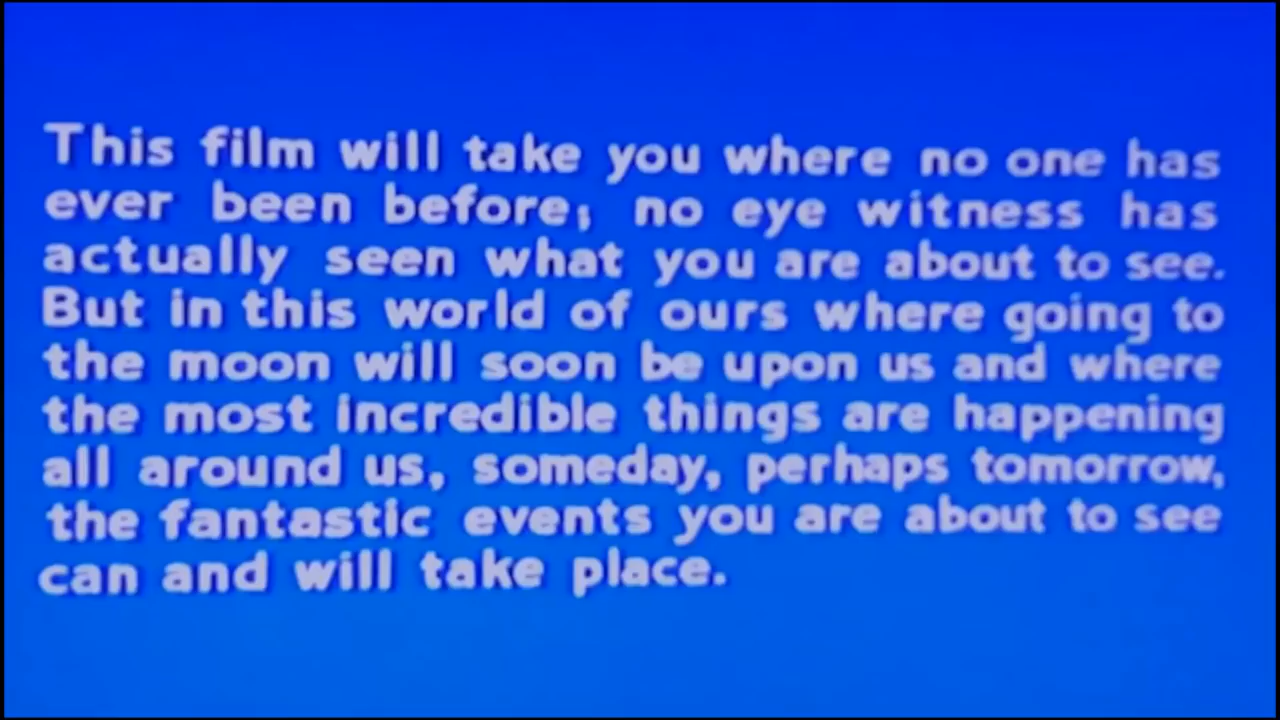 This film will take you where no one has
ever been before; no eye witness has
actually seen what you are about to see.
But in this world of ours where going to
the moon will soon be upon us and where
the most incredible things are happening
all around us, someday, perhaps tomorrow,
the fantastic events you are about to see
can and will take place.